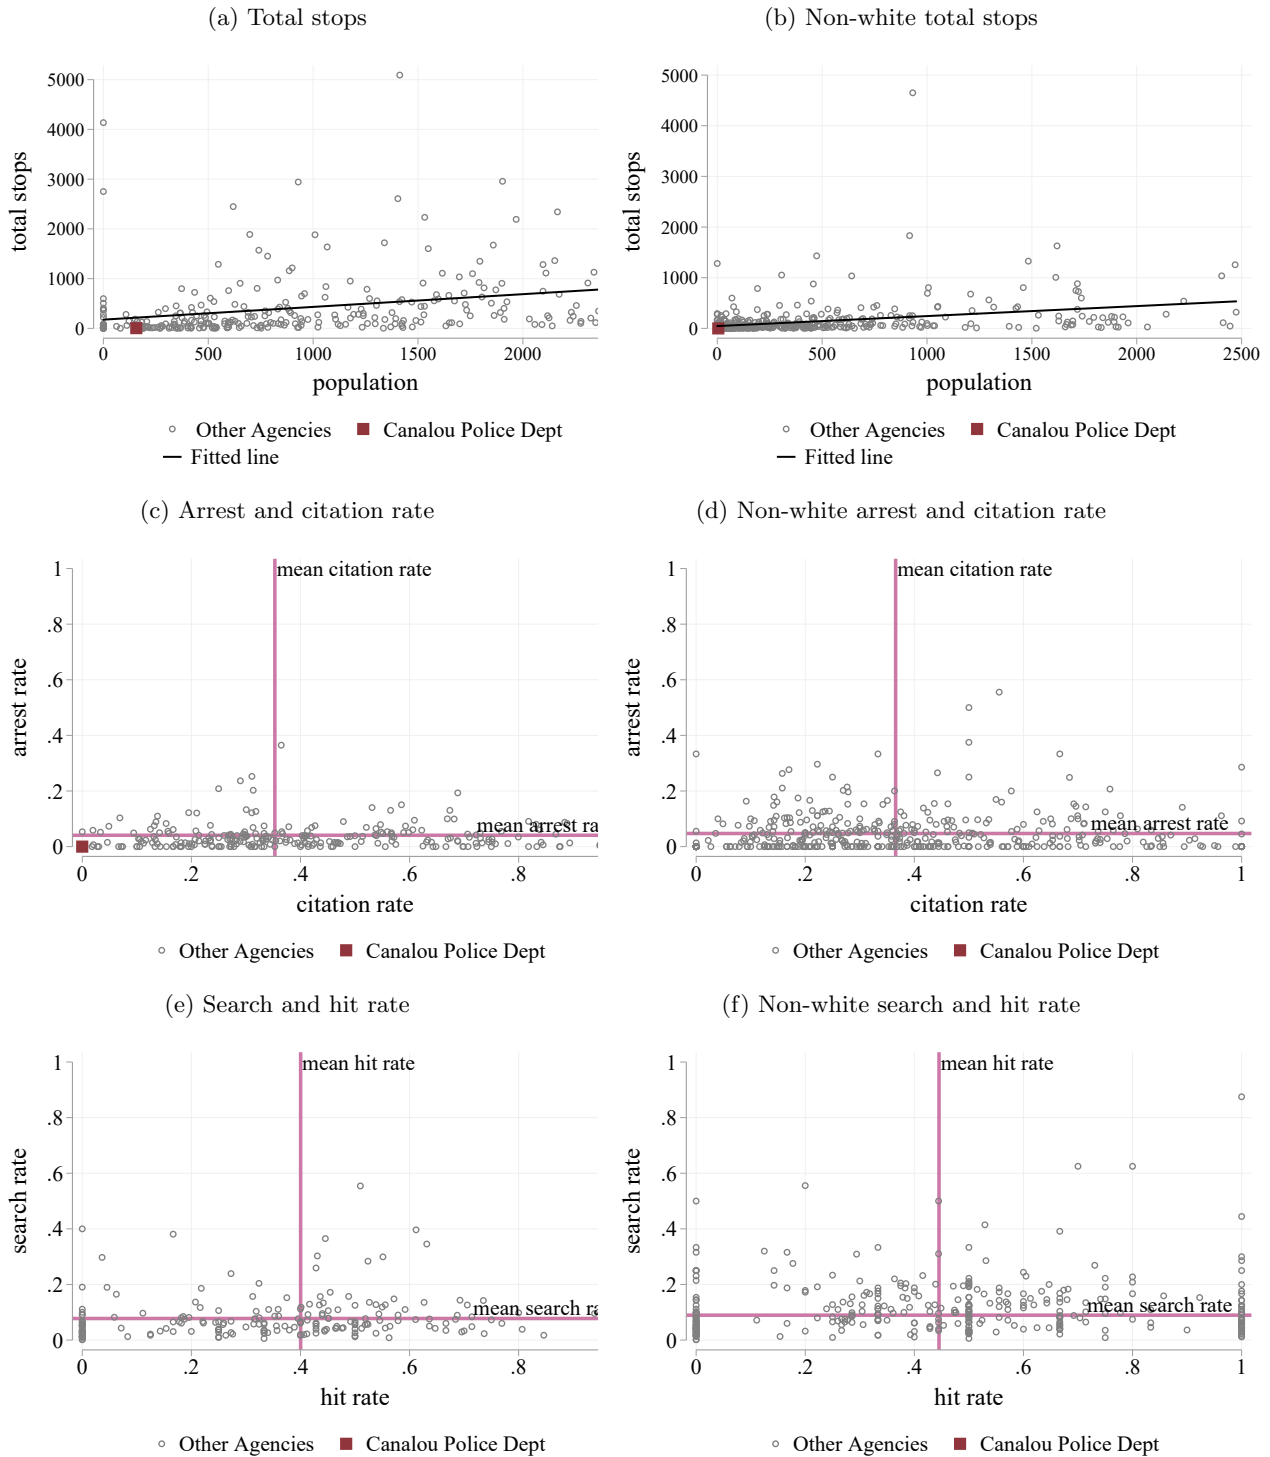 (a) Total stops
(b) Non-white total stops
total stops
5000
4000
3000
2000
1000
0
0 500 1000 1500 2000
population
Other Agencies Canalou Police Dept
Fitted line
total stops
5000
4000
3000
2000
1000
0
0 500 1000 1500 2000 2500
population
Other Agencies Canalou Police Dept
Fitted line
(c) Arrest and citation rate
(d) Non-white arrest and citation rate
arrest rate
1
.8
.6
.4
.2
0
mean citation rate
mean arrest ra
0 .2 .4 .6 .8
citation rate
Other Agencies Canalou Police Dept
arrest rate
1
.8
.6
.4
.2
0
mean citation rate
mean arrest rate
0 .2 .4 .6 .8 1
citation rate
Other Agencies Canalou Police Dept
(e) Search and hit rate
(f) Non-white search and hit rate
search rate
1
.8
.6
.4
.2
0
mean hit rate
mean search ra
0 .2 .4 .6 .8
hit rate
Other Agencies Canalou Police Dept
search rate
1
.8
.6
.4
.2
0
mean hit rate
mean search rate
0 .2 .4 .6 .8 1
hit rate
Other Agencies Canalou Police Dept